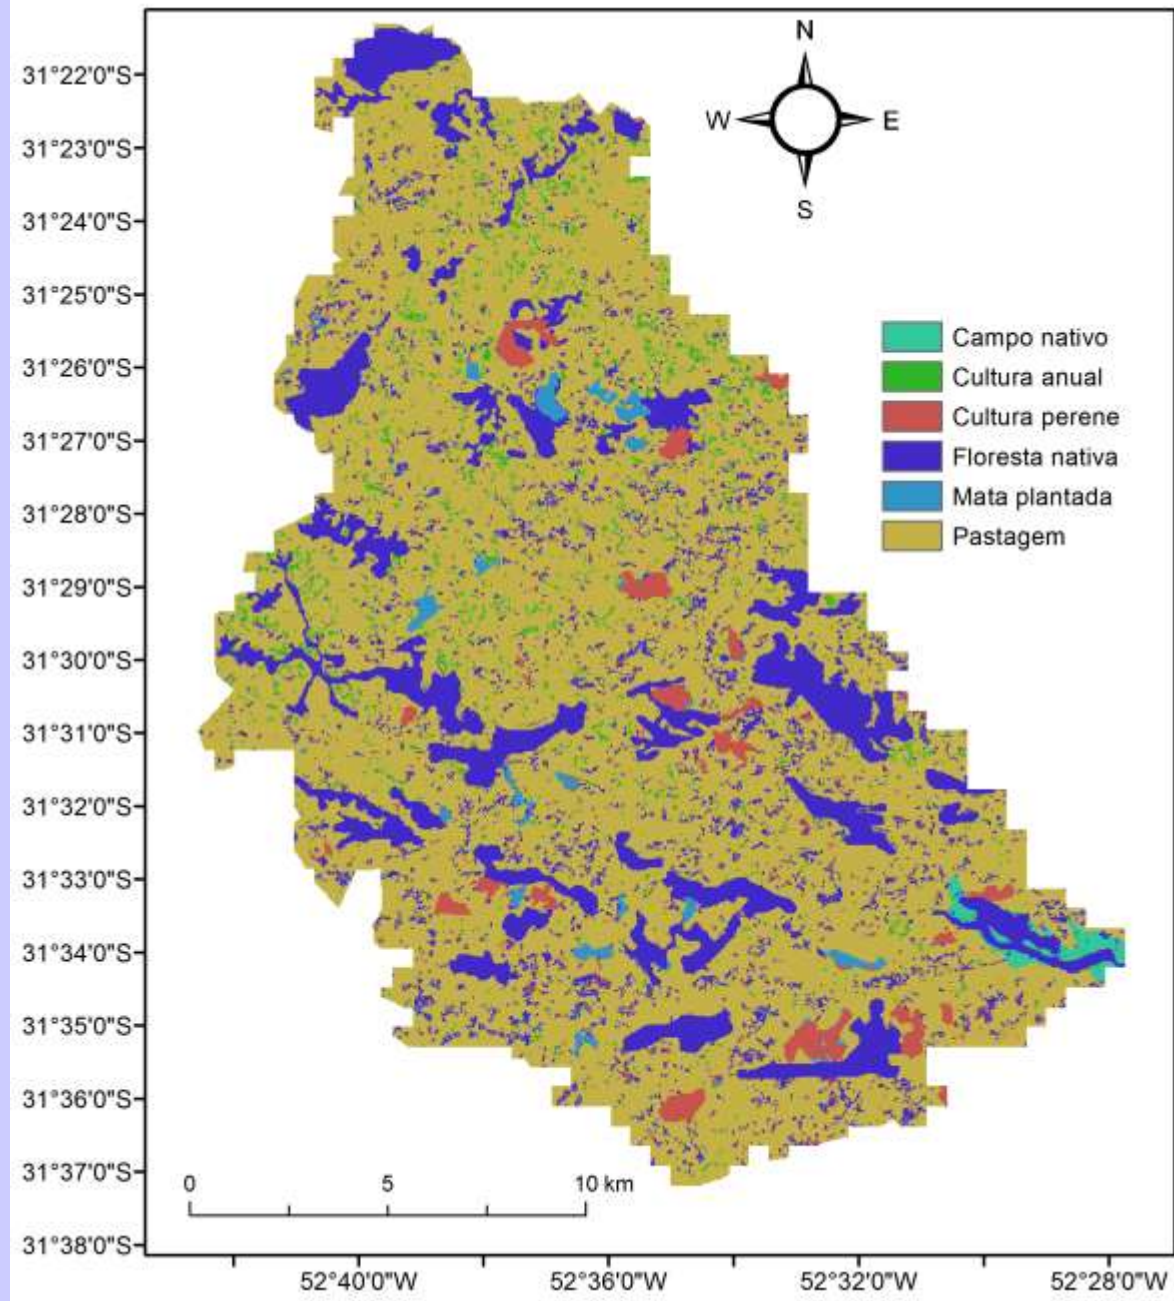 N
W E
S
31°22'0"S
31°23'0"S
31°24'0"S
31°25'0"S
31°26'0"S
31°27'0"S
31°28'0"S
31°29'0"S
31°30'0"S
31°31'0"S
31°32'0"S
31°33'0"S
31°34'0"S
31°35'0"S
31°36'0"S
31°37'0"S
31°38'0"S
Campo nativo
Cultura anual
Cultura perene
Floresta nativa
Mata plantada
Pastagem
0 5 10 km
52°40'0"W 52°36'0"W 52°32'0"W 52°28'0"W